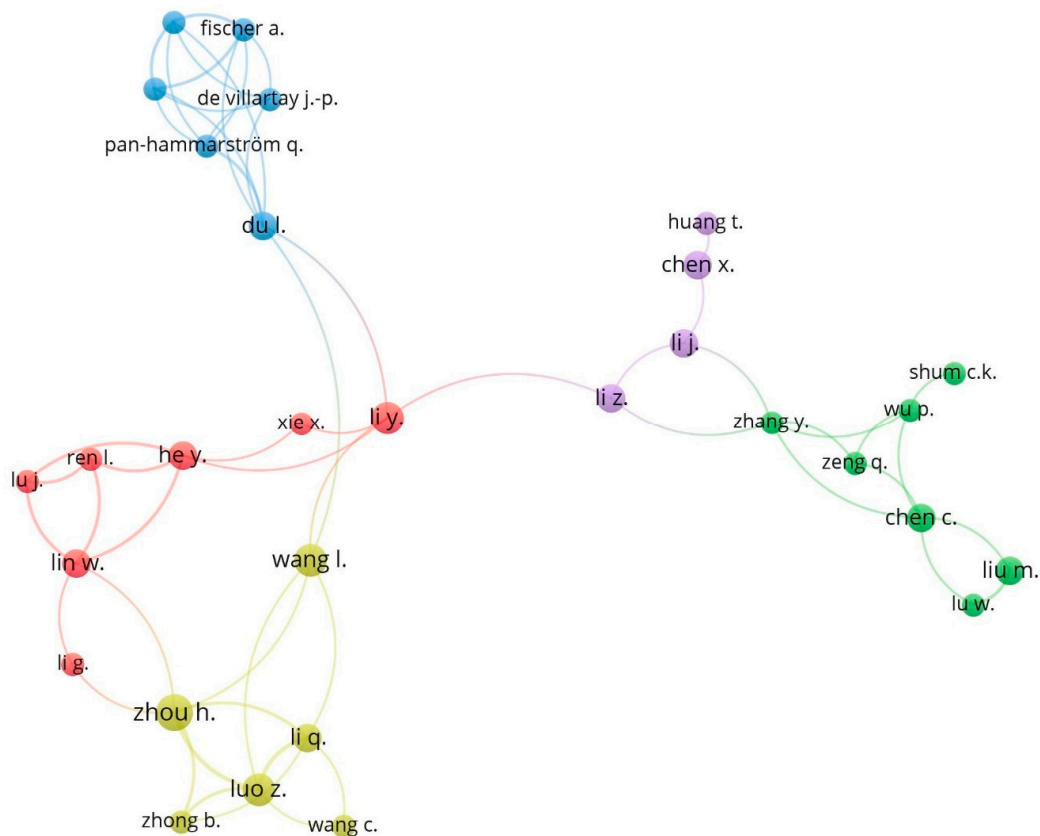 fischer a.
de villartay j.-p.
pan-hammarström q.
du l.
huang t.
chen x.
li j.
li z.
shum c.k.
wu p.
zhang y.
zeng q.
chen c.
liu m.
lu w.
li y.
xie x.
he y.
ren l.
lu j.
lin w.
li g.
wang l.
zhou h.
li q.
luo z.
zhong b.
wang c.